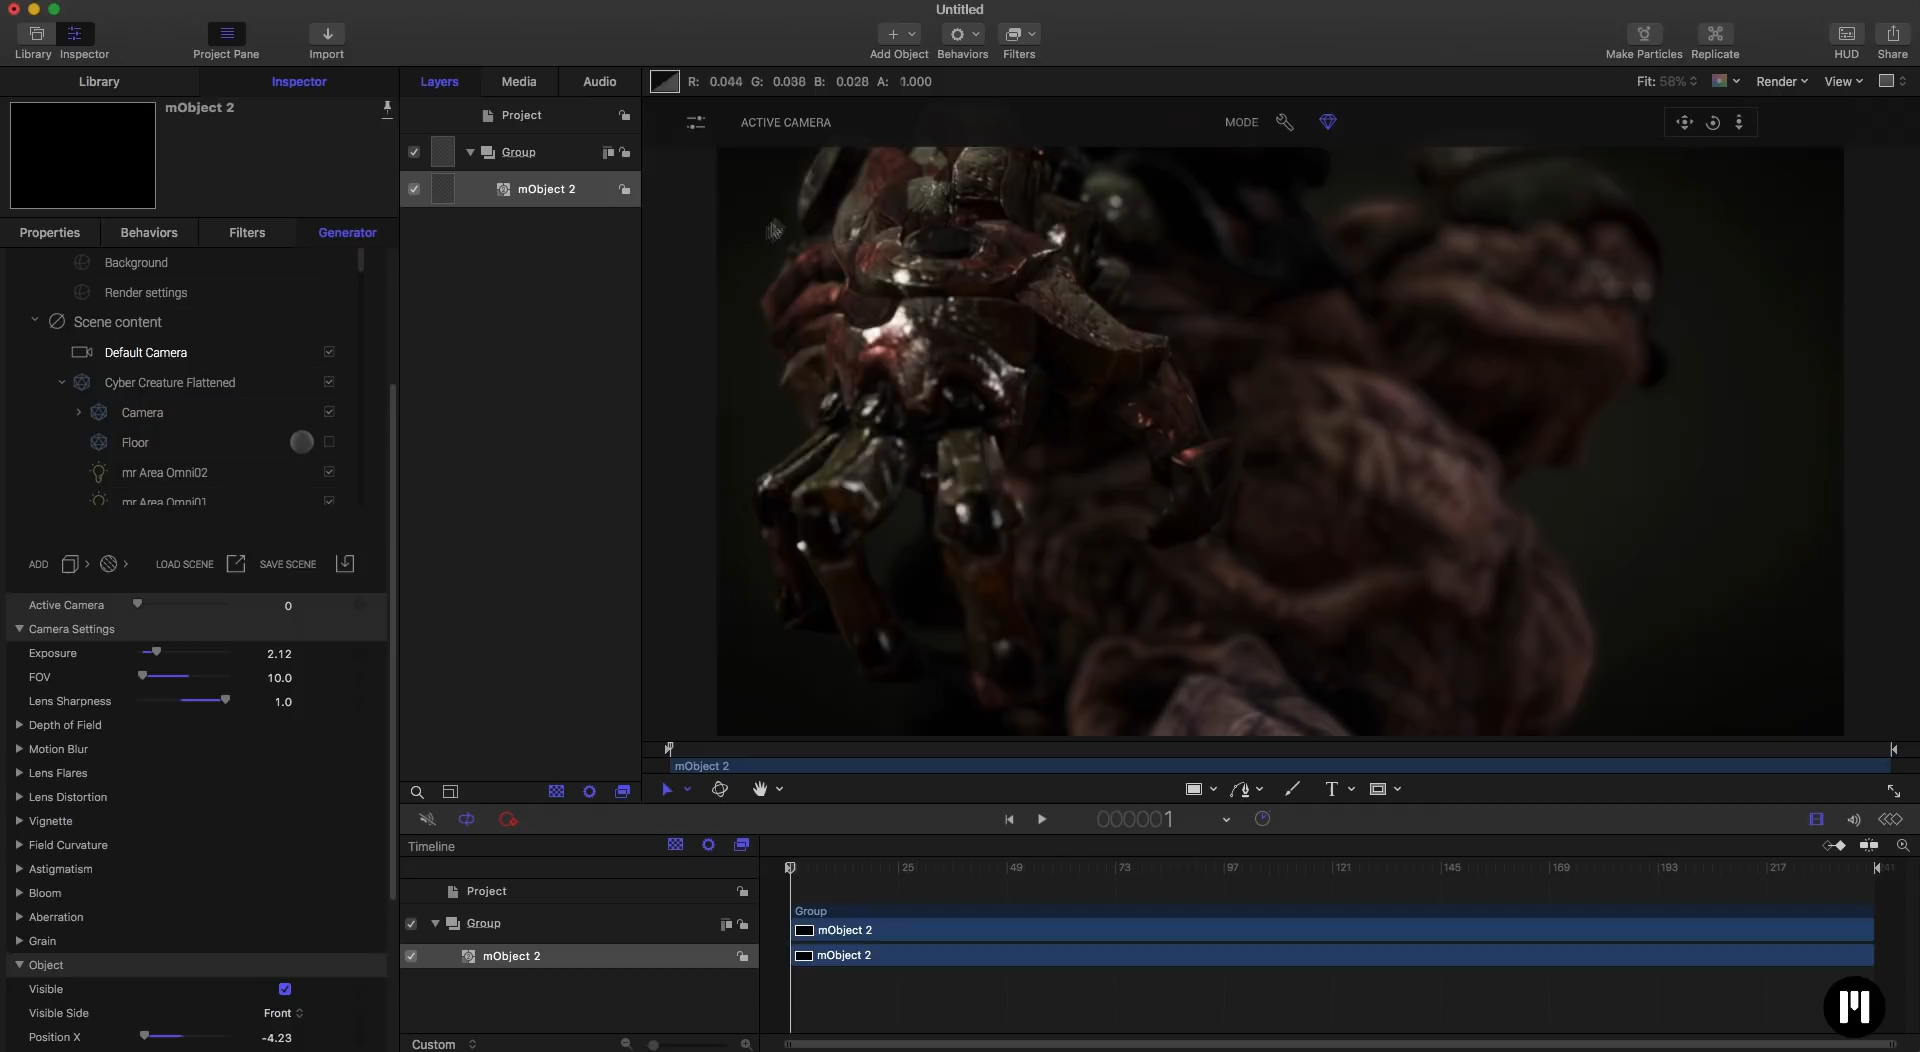 Untitled
Library
Inspector
Project Pane
Import
Add Object
Behaviors
Filters
Make Particles
Replicate
HUD
Share
Library
Inspector
Layers
Media
Audio
R: 0.044 G: 0.038 B: 0.028 A: 1.000
Fit: 58%
Render
View
mObject 2
Project
Group
mObject 2
ACTIVE CAMERA
MODE
Properties
Behaviors
Filters
Generator
Background
Render settings
Scene content
Default Camera
Cyber Creature Flattened
Camera
Floor
mr Area Omni02
mr Area Omni01
ADD
LOAD SCENE
SAVE SCENE
Active Camera 0
Camera Settings
Exposure 2.12
FOV 10.0
Lens Sharpness 1.0
Depth of Field
Motion Blur
Lens Flares
Lens Distortion
Vignette
Field Curvature
Astigmatism
Bloom
Aberration
Grain
Object
Visible
Visible Side Front
Position X -4.23
mObject 2
000001
Timeline
25 49 73 97 121 145 169 193 217 241
Project
Group
Group
mObject 2
mObject 2
mObject 2
Custom